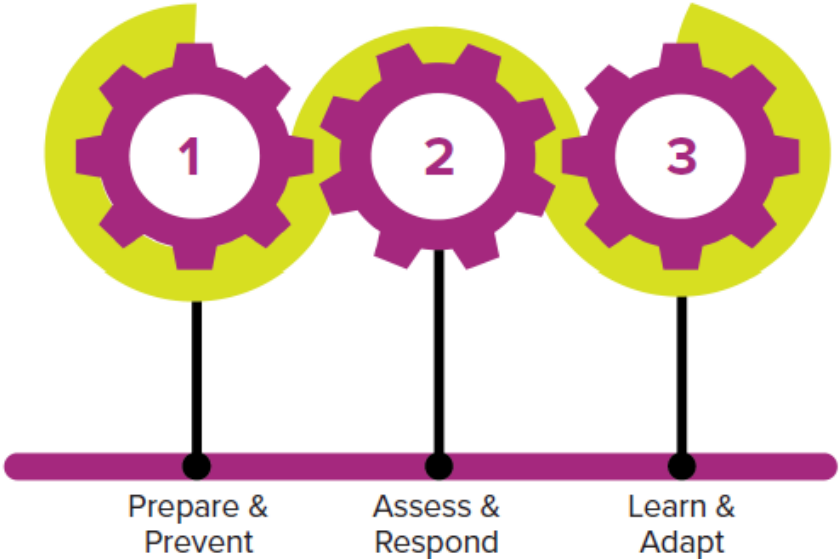 1
2
3
Prepare &
Prevent
Assess &
Respond
Learn &
Adapt